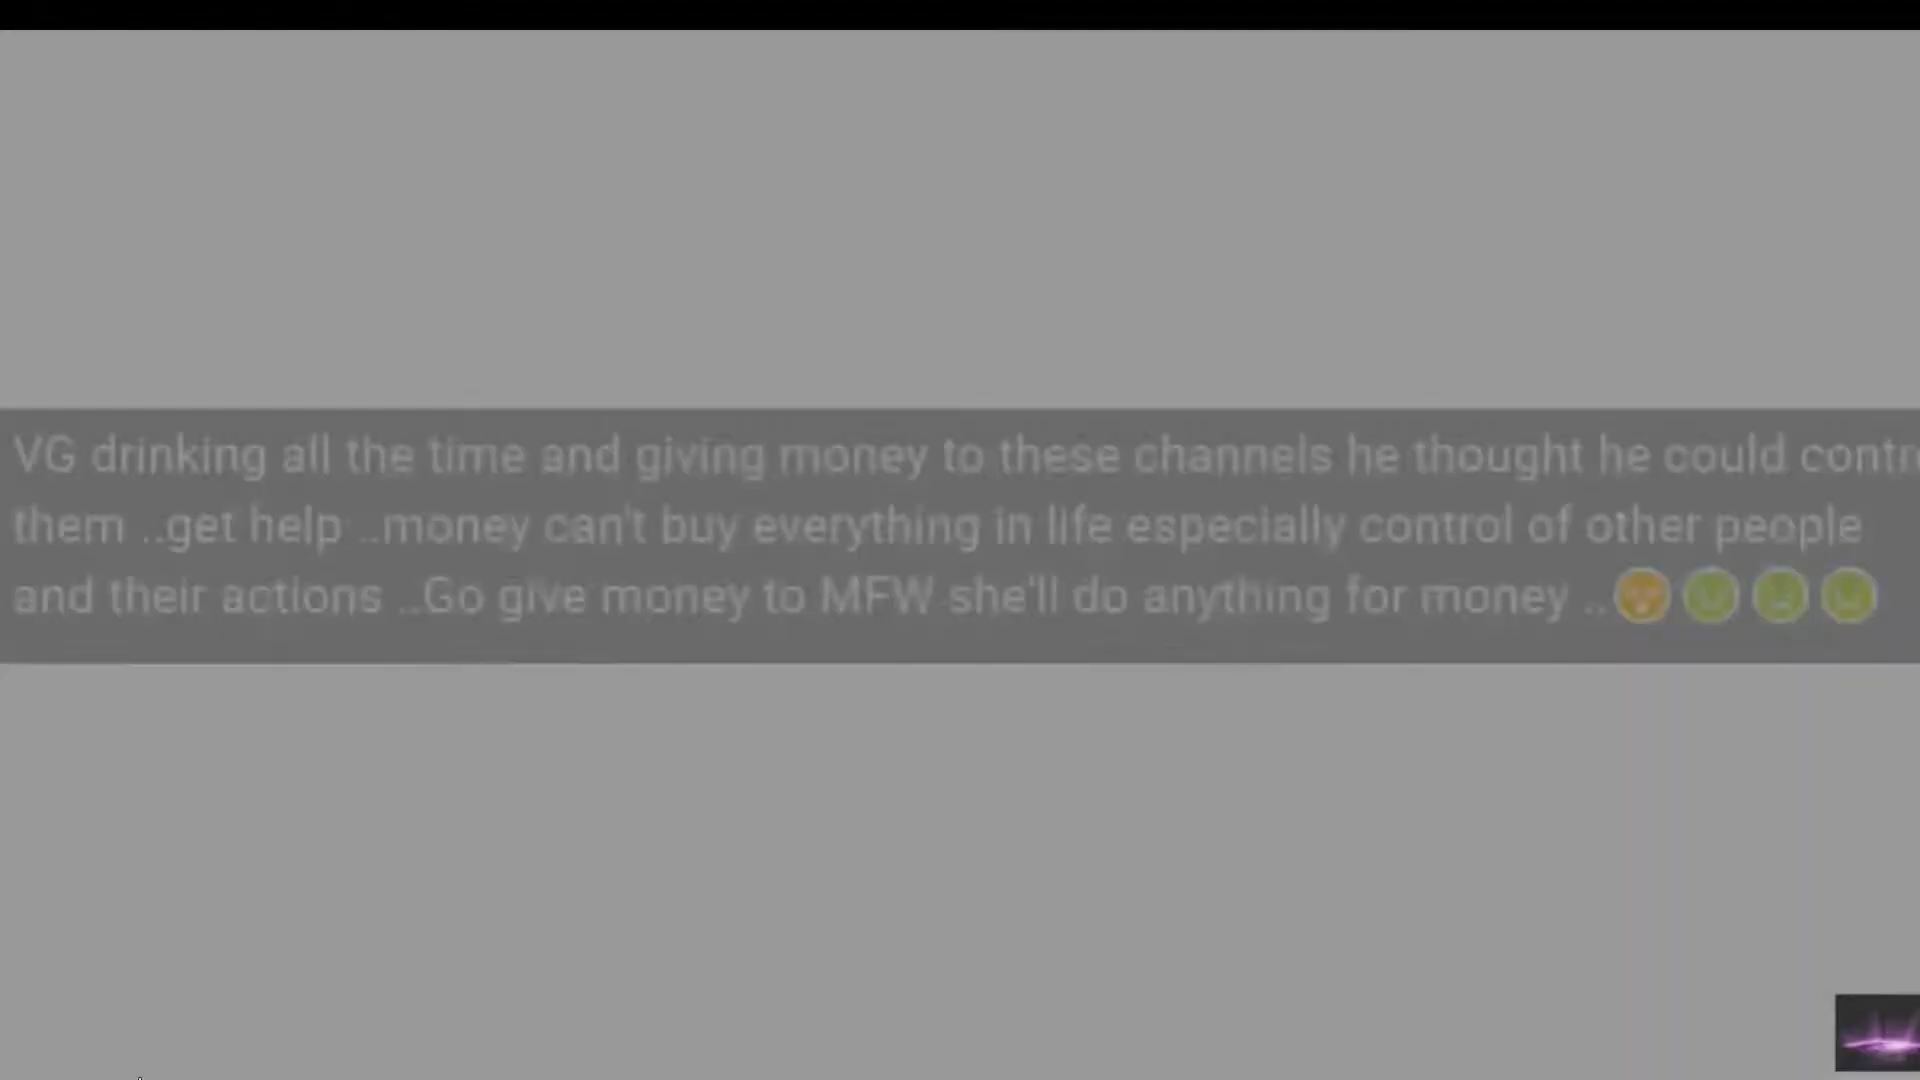 VG drinking all the time and giving money to these channels he thought he could contr
them ..get help ..money can't buy everything in life especially control of other people
and their actions ..Go give money to MFW she'll do anything for money ..